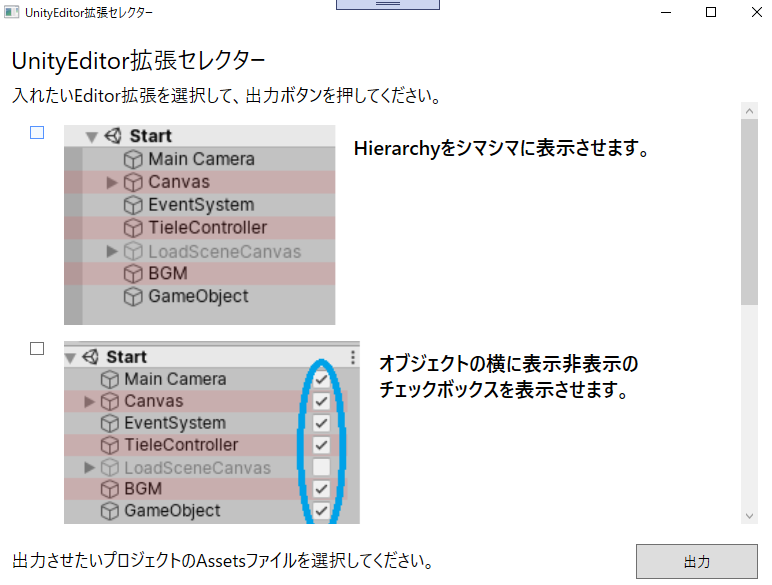 UnityEditor拡張セレクター
UnityEditor拡張セレクター
入れたいEditor拡張を選択して、出力ボタンを押してください。
Start
Main Camera
Canvas
EventSystem
TieleController
LoadSceneCanvas
BGM
GameObject
Hierarchyをシマシマに表示させます。
Start
Main Camera
Canvas
EventSystem
TieleController
LoadSceneCanvas
BGM
GameObject
オブジェクトの横に表示非表示の
チェックボックスを表示させます。
出力させたいプロジェクトのAssetsファイルを選択してください。
出力